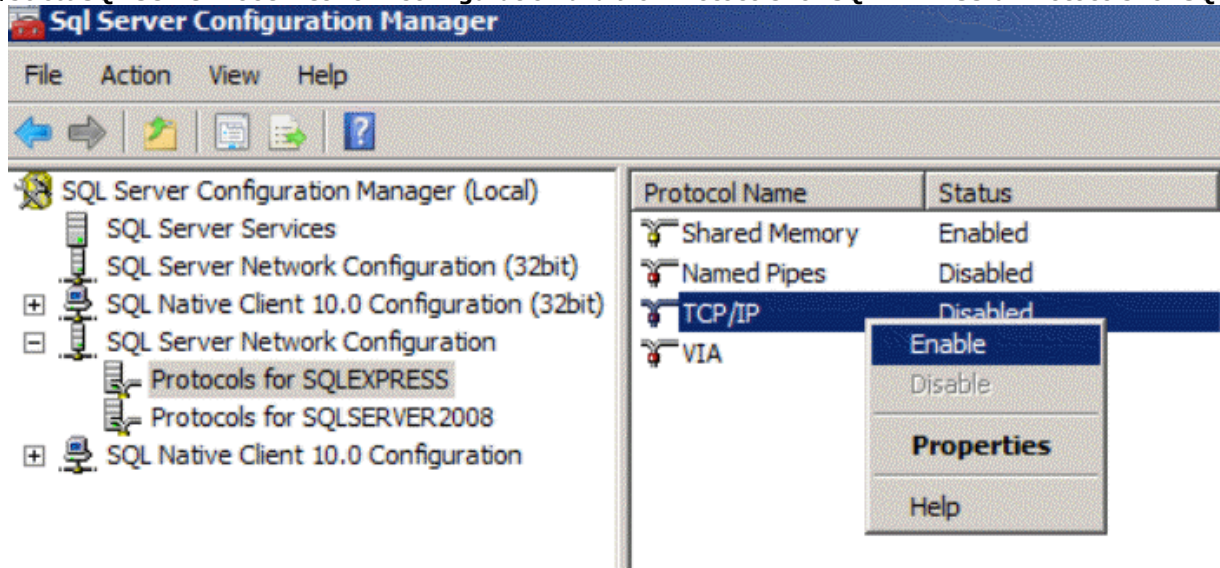 Sql Server Configuration Manager
File Action View Help
SQL Server Configuration Manager (Local)
SQL Server Services
SQL Server Network Configuration (32bit)
SQL Native Client 10.0 Configuration (32bit)
SQL Server Network Configuration
Protocols for SQLEXPRESS
Protocols for SQLSERVER2008
SQL Native Client 10.0 Configuration
Protocol Name Status
Shared Memory Enabled
Named Pipes Disabled
TCP/IP Disabled
VIA
Enable
Disable
Properties
Help